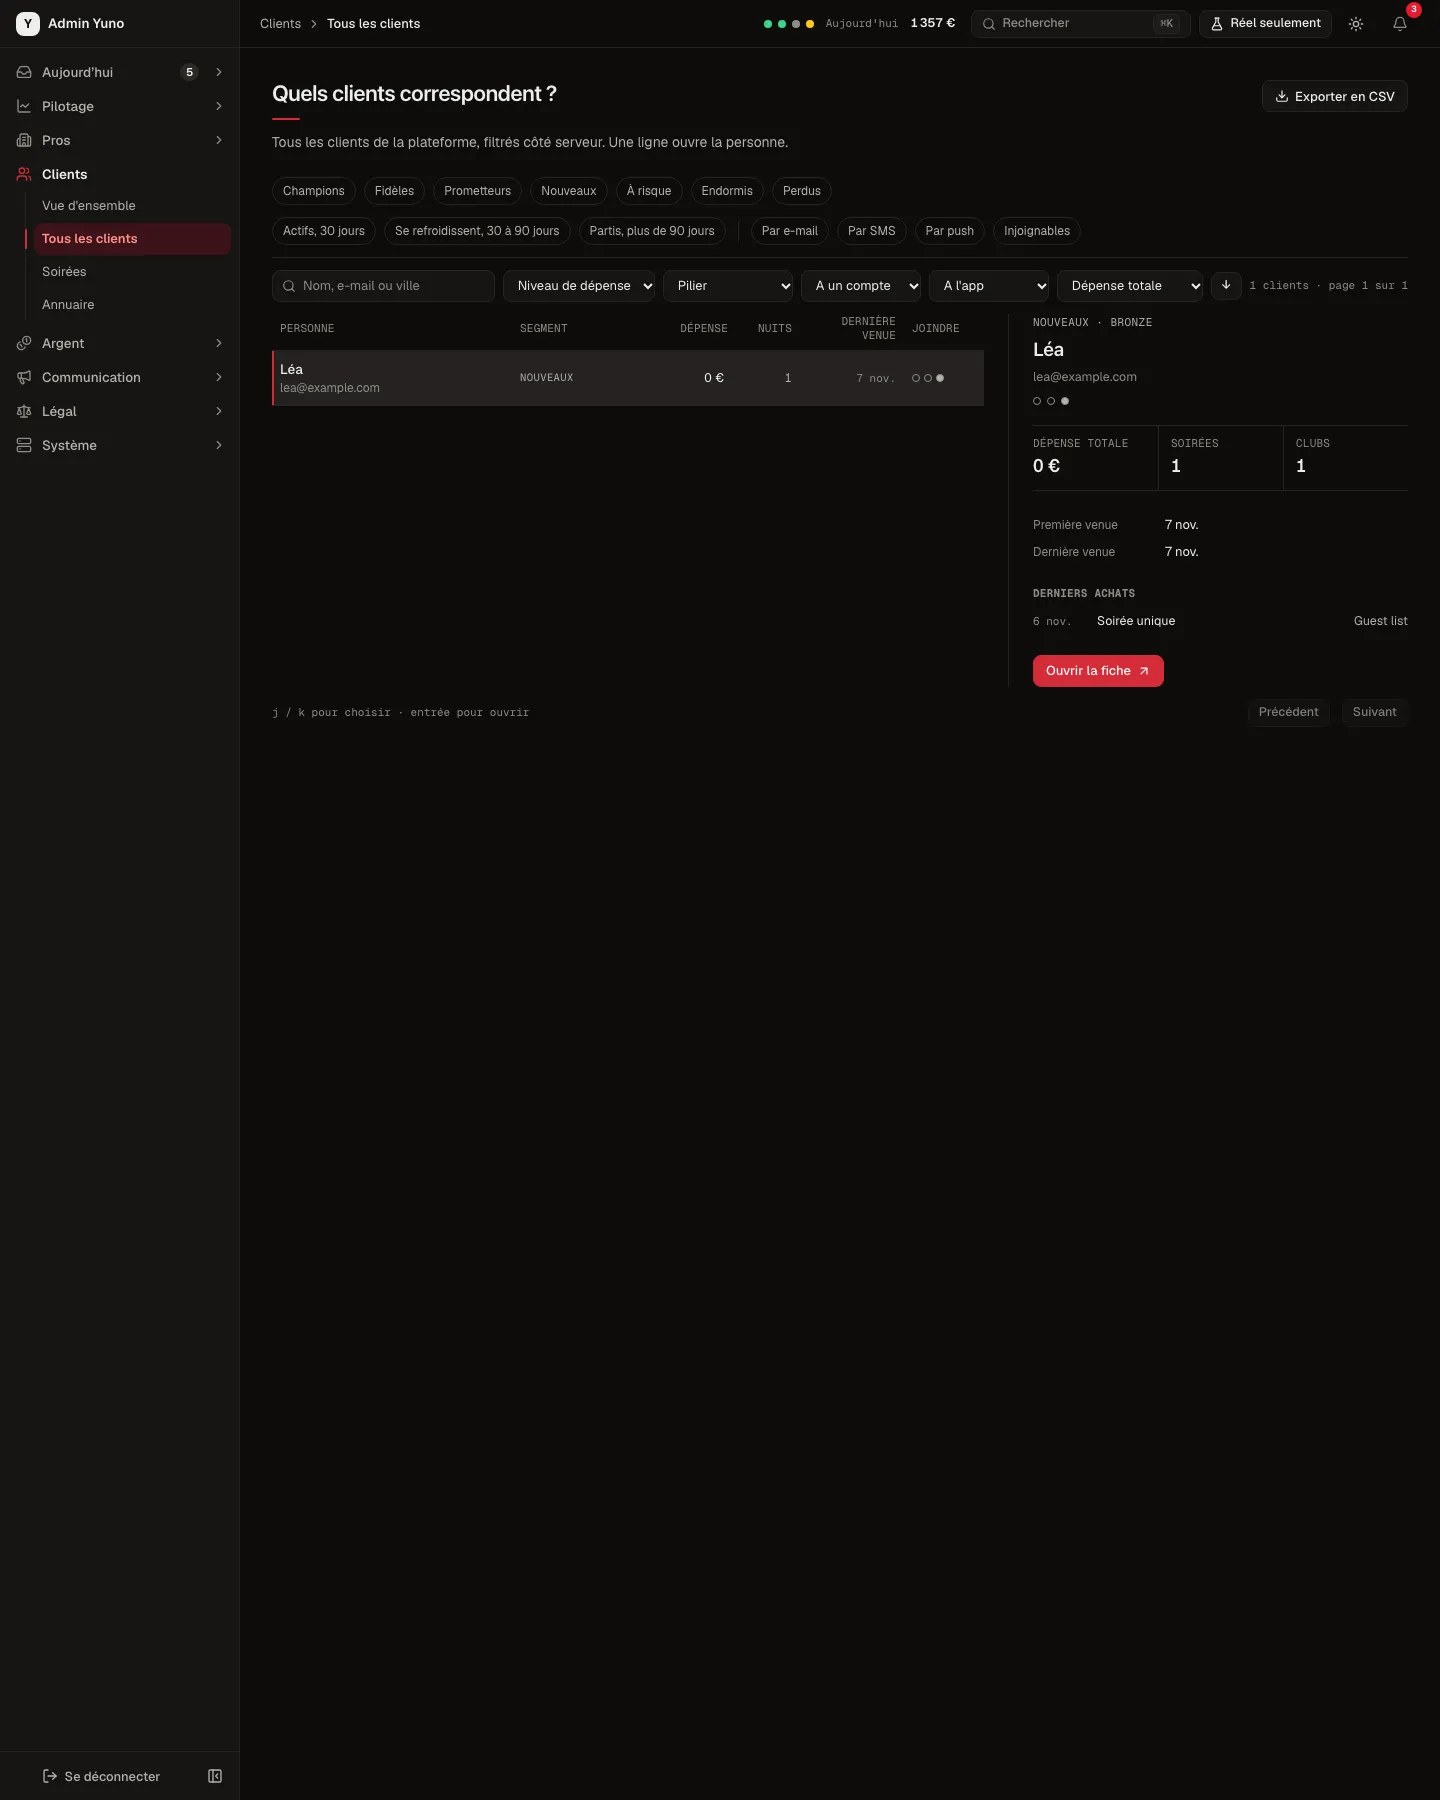 Y Admin Yuno
Clients > Tous les clients
Aujourd'hui 1 357 €
Rechercher ⌘K
Réel seulement
3
Aujourd'hui 5
Pilotage
Pros
Clients
Vue d'ensemble
Tous les clients
Soirées
Annuaire
Argent
Communication
Légal
Système
Se déconnecter
Quels clients correspondent ?
Exporter en CSV
Tous les clients de la plateforme, filtrés côté serveur. Une ligne ouvre la personne.
Champions Fidèles Prometteurs Nouveaux À risque Endormis Perdus
Actifs, 30 jours Se refroidissent, 30 à 90 jours Partis, plus de 90 jours Par e-mail Par SMS Par push Injoignables
Nom, e-mail ou ville Niveau de dépense Pilier A un compte A l'app Dépense totale ↓ 1 clients · page 1 sur 1
PERSONNE SEGMENT DÉPENSE NUITS DERNIÈRE VENUE JOINDRE
Léa
lea@example.com
NOUVEAUX 0 € 1 7 nov.
NOUVEAUX · BRONZE
Léa
lea@example.com
DÉPENSE TOTALE SOIRÉES CLUBS
0 € 1 1
Première venue 7 nov.
Dernière venue 7 nov.
DERNIERS ACHATS
6 nov. Soirée unique Guest list
Ouvrir la fiche
j / k pour choisir · entrée pour ouvrir
Précédent Suivant